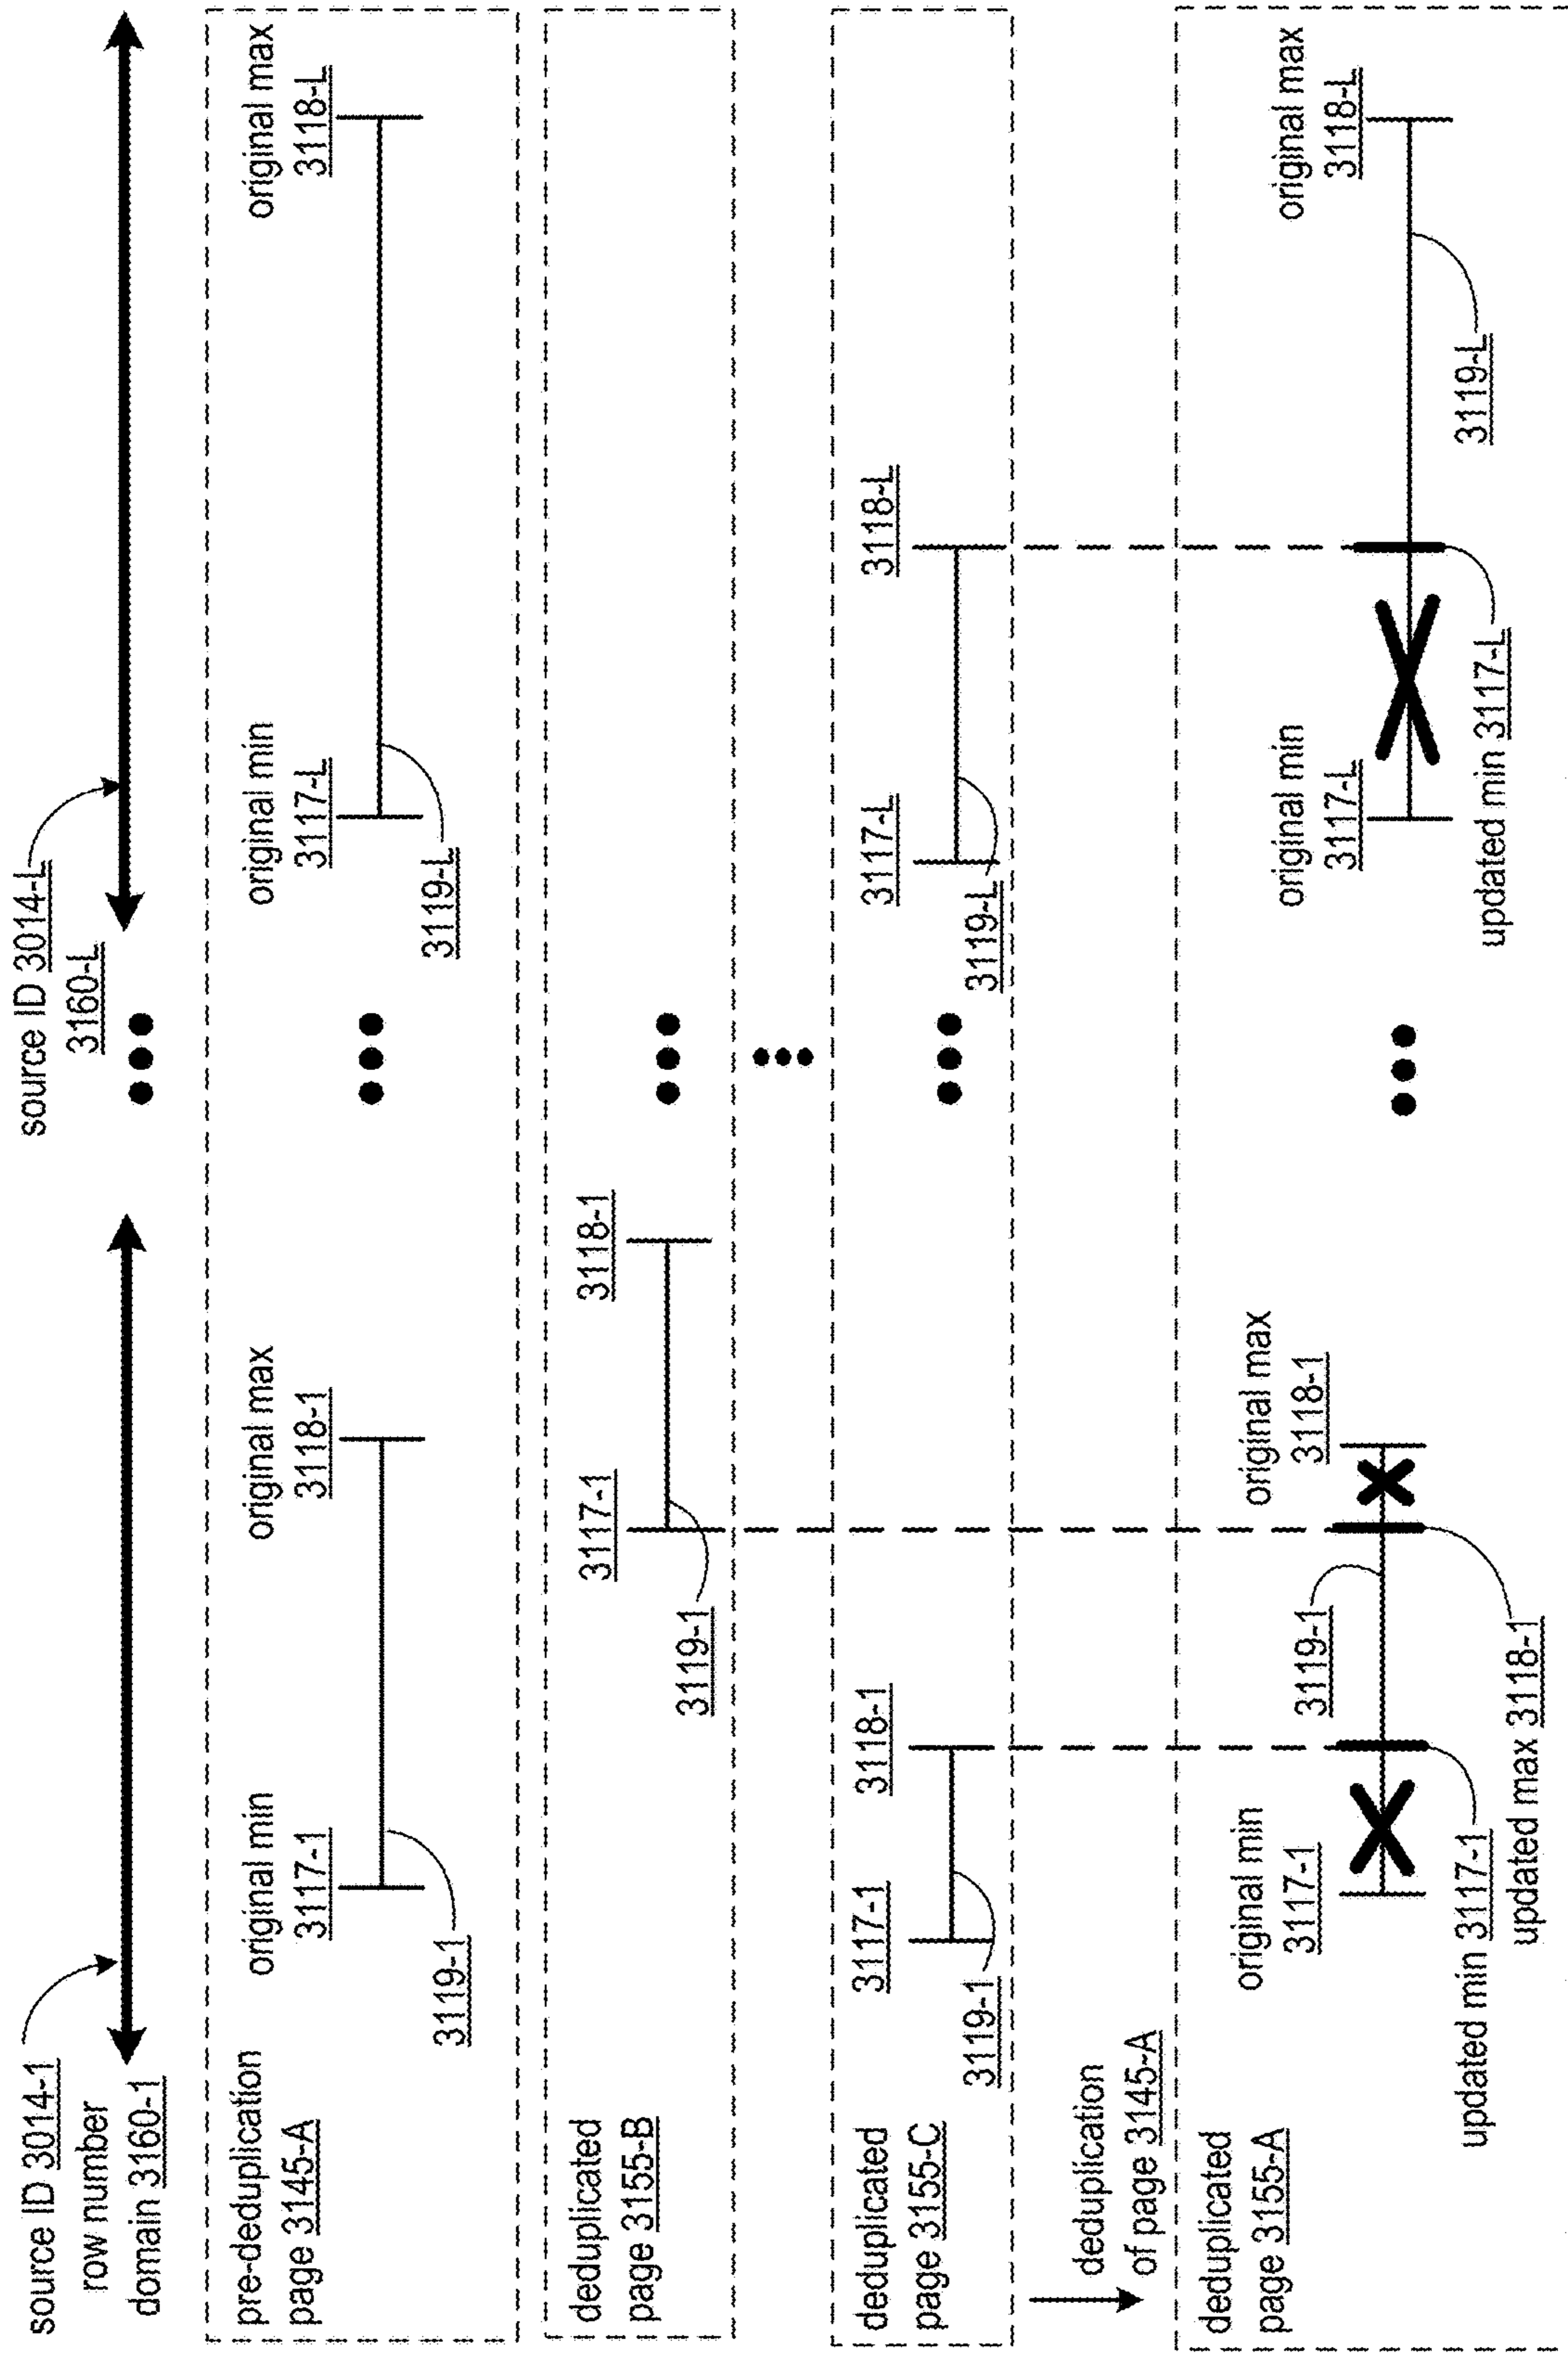 source ID 3014-1
row number
domain 3160-1
source ID 3014-L
3160-L
pre-deduplication
page 3145-A
original min
3117-1
original max
3118-1
3119-1
original min
3117-L
original max
3118-L
3119-L
deduplicated
page 3155-B
3117-1
3118-1
3119-1
deduplicated
page 3155-C
3117-1
3118-1
3119-1
3117-L
3118-L
3119-L
deduplication
of page 3145-A
deduplicated
page 3155-A
original min
3117-1
original max
3118-1
3119-1
updated min 3117-1
updated max 3118-1
original min
3117-L
original max
3118-L
3119-L
updated min 3117-L